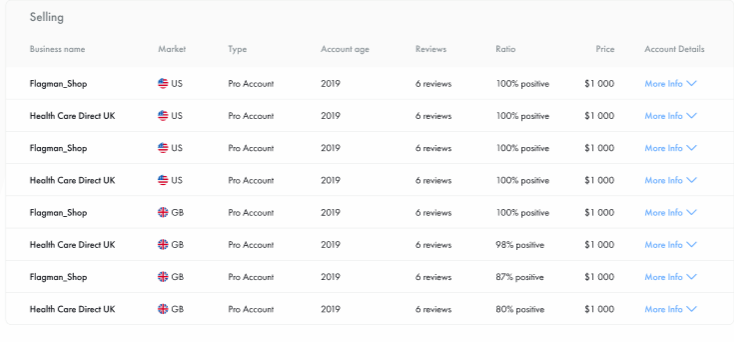 Selling
Business name Market Type Account age Reviews Ratio Price Account Details
Flagman_Shop US Pro Account 2019 6 reviews 100% positive $1 000 More Info
Health Care Direct UK US Pro Account 2019 6 reviews 100% positive $1 000 More Info
Flagman_Shop US Pro Account 2019 6 reviews 100% positive $1 000 More Info
Health Care Direct UK US Pro Account 2019 6 reviews 100% positive $1 000 More Info
Flagman_Shop GB Pro Account 2019 6 reviews 100% positive $1 000 More Info
Health Care Direct UK GB Pro Account 2019 6 reviews 98% positive $1 000 More Info
Flagman_Shop GB Pro Account 2019 6 reviews 87% positive $1 000 More Info
Health Care Direct UK GB Pro Account 2019 6 reviews 80% positive $1 000 More Info